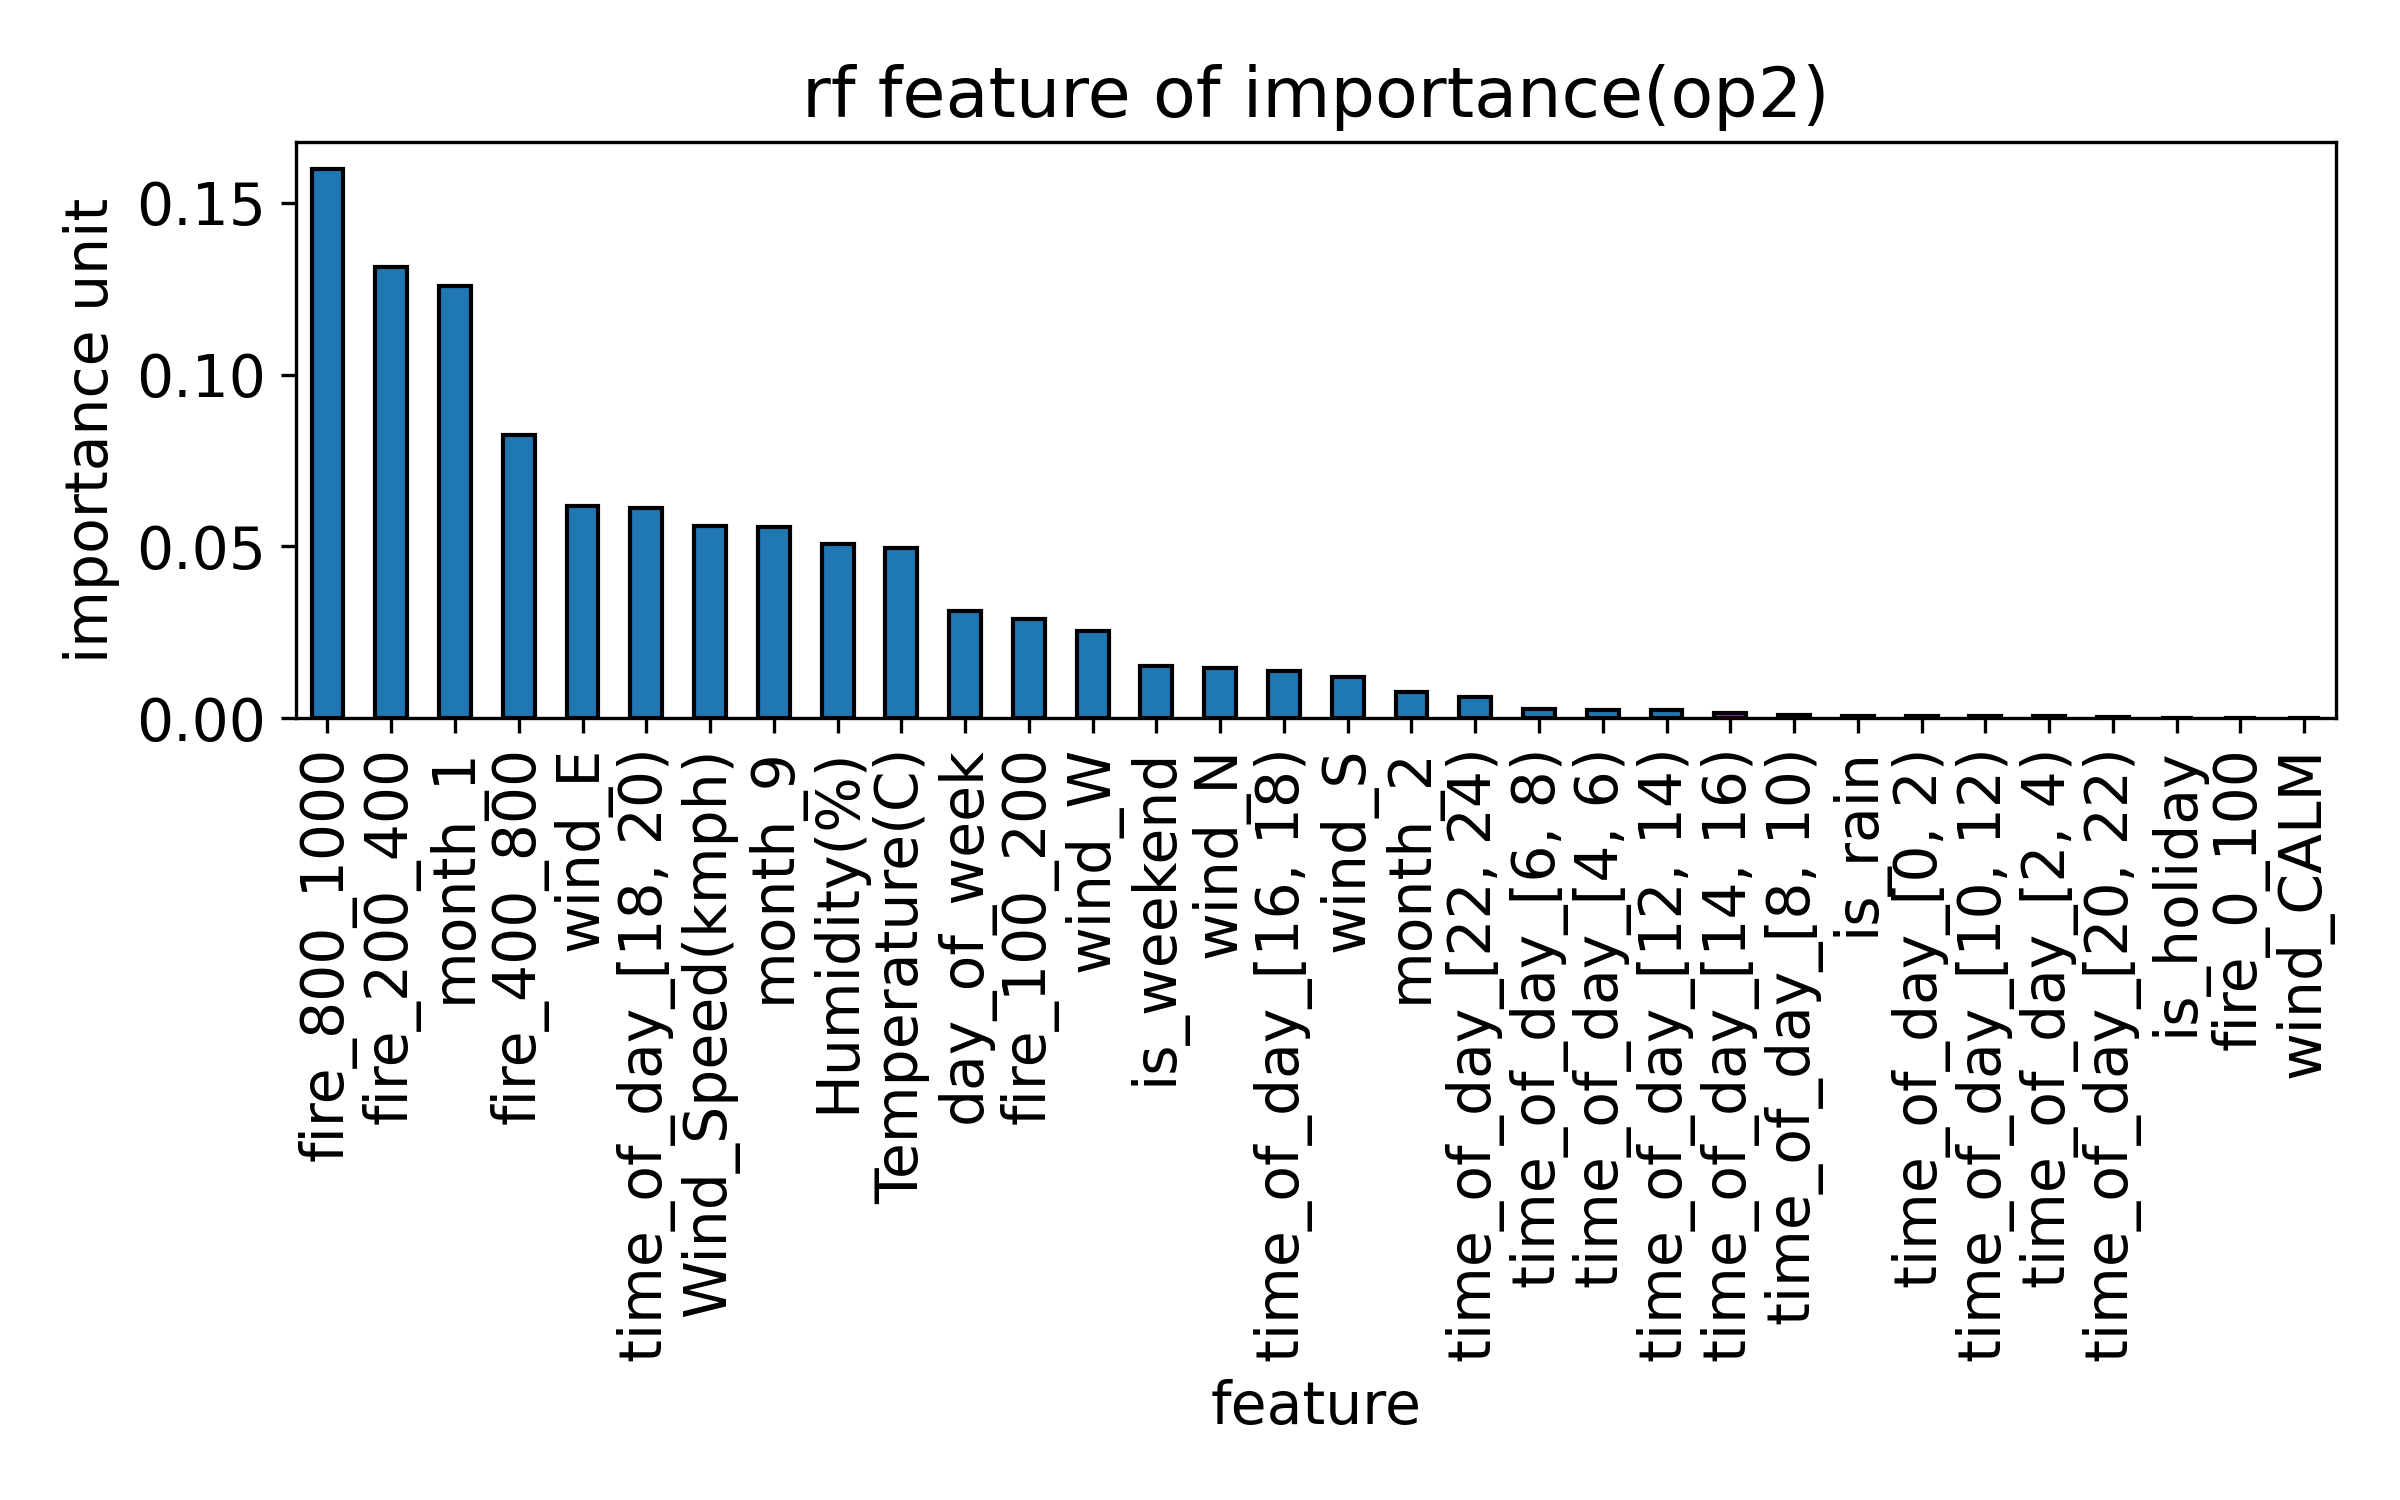 rf feature of importance(op2)
importance unit
0.15
0.10
0.05
0.00
fire_800_1000
fire_200_400
month_1
fire_400_800
wind_E
time_of_day_[18, 20)
Wind_Speed(kmph)
month_9
Humidity(%)
Temperature(C)
day_of_week
fire_100_200
wind_W
is_weekend
wind_N
time_of_day_[16, 18)
wind_S
month_2
time_of_day_[22, 24)
time_of_day_[6, 8)
time_of_day_[4, 6)
time_of_day_[12, 14)
time_of_day_[14, 16)
time_of_day_[8, 10)
is_rain
time_of_day_[0, 2)
time_of_day_[10, 12)
time_of_day_[2, 4)
time_of_day_[20, 22)
is_holiday
fire_0_100
wind_CALM
feature